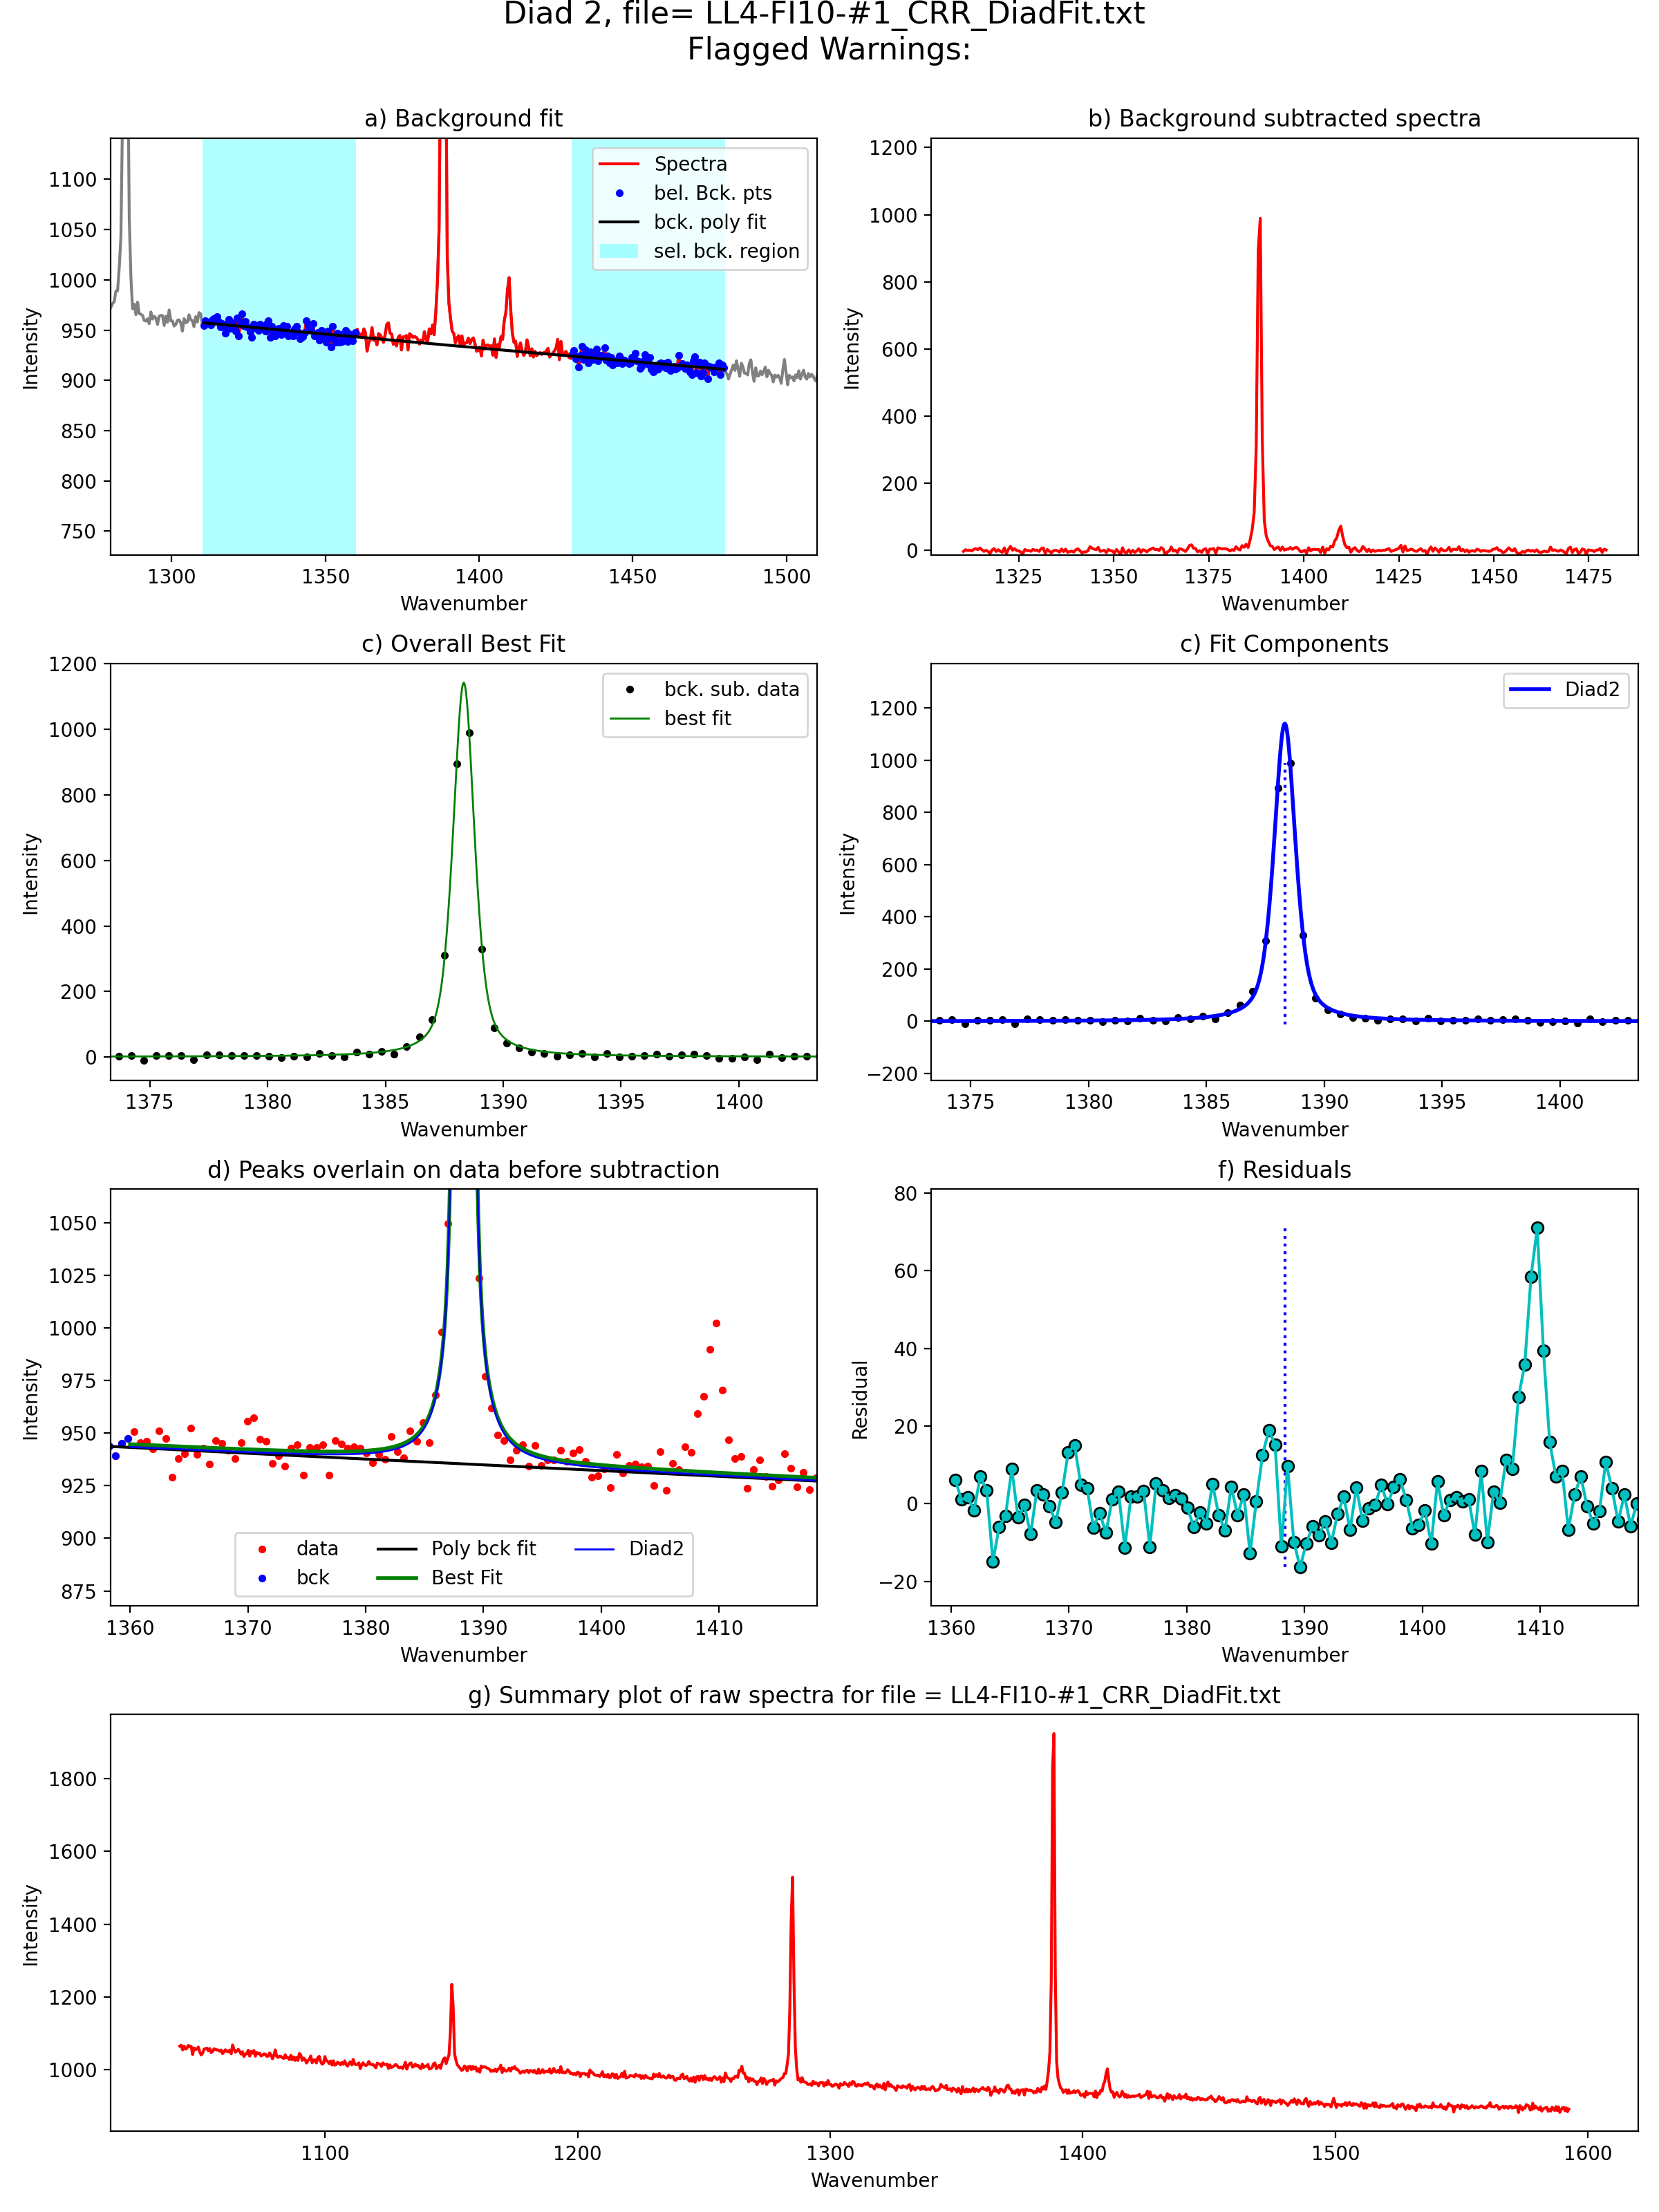 Diad 2, file= LL4-FI10-#1_CRR_DiadFit.txt
Flagged Warnings:
a) Background fit
Intensity
1100
1050
1000
950
900
850
800
750
Spectra
bel. Bck. pts
bck. poly fit
sel. bck. region
1300 1350 1400 1450 1500
Wavenumber
b) Background subtracted spectra
Intensity
1200
1000
800
600
400
200
0
1325 1350 1375 1400 1425 1450 1475
Wavenumber
c) Overall Best Fit
Intensity
1200
1000
800
600
400
200
0
bck. sub. data
best fit
1375 1380 1385 1390 1395 1400
Wavenumber
c) Fit Components
Intensity
1200
1000
800
600
400
200
0
−200
Diad2
1375 1380 1385 1390 1395 1400
Wavenumber
d) Peaks overlain on data before subtraction
Intensity
1050
1025
1000
975
950
925
900
875
data Poly bck fit Diad2
bck Best Fit
1360 1370 1380 1390 1400 1410
Wavenumber
f) Residuals
Residual
80
60
40
20
0
−20
1360 1370 1380 1390 1400 1410
Wavenumber
g) Summary plot of raw spectra for file = LL4-FI10-#1_CRR_DiadFit.txt
Intensity
1800
1600
1400
1200
1000
1100 1200 1300 1400 1500 1600
Wavenumber